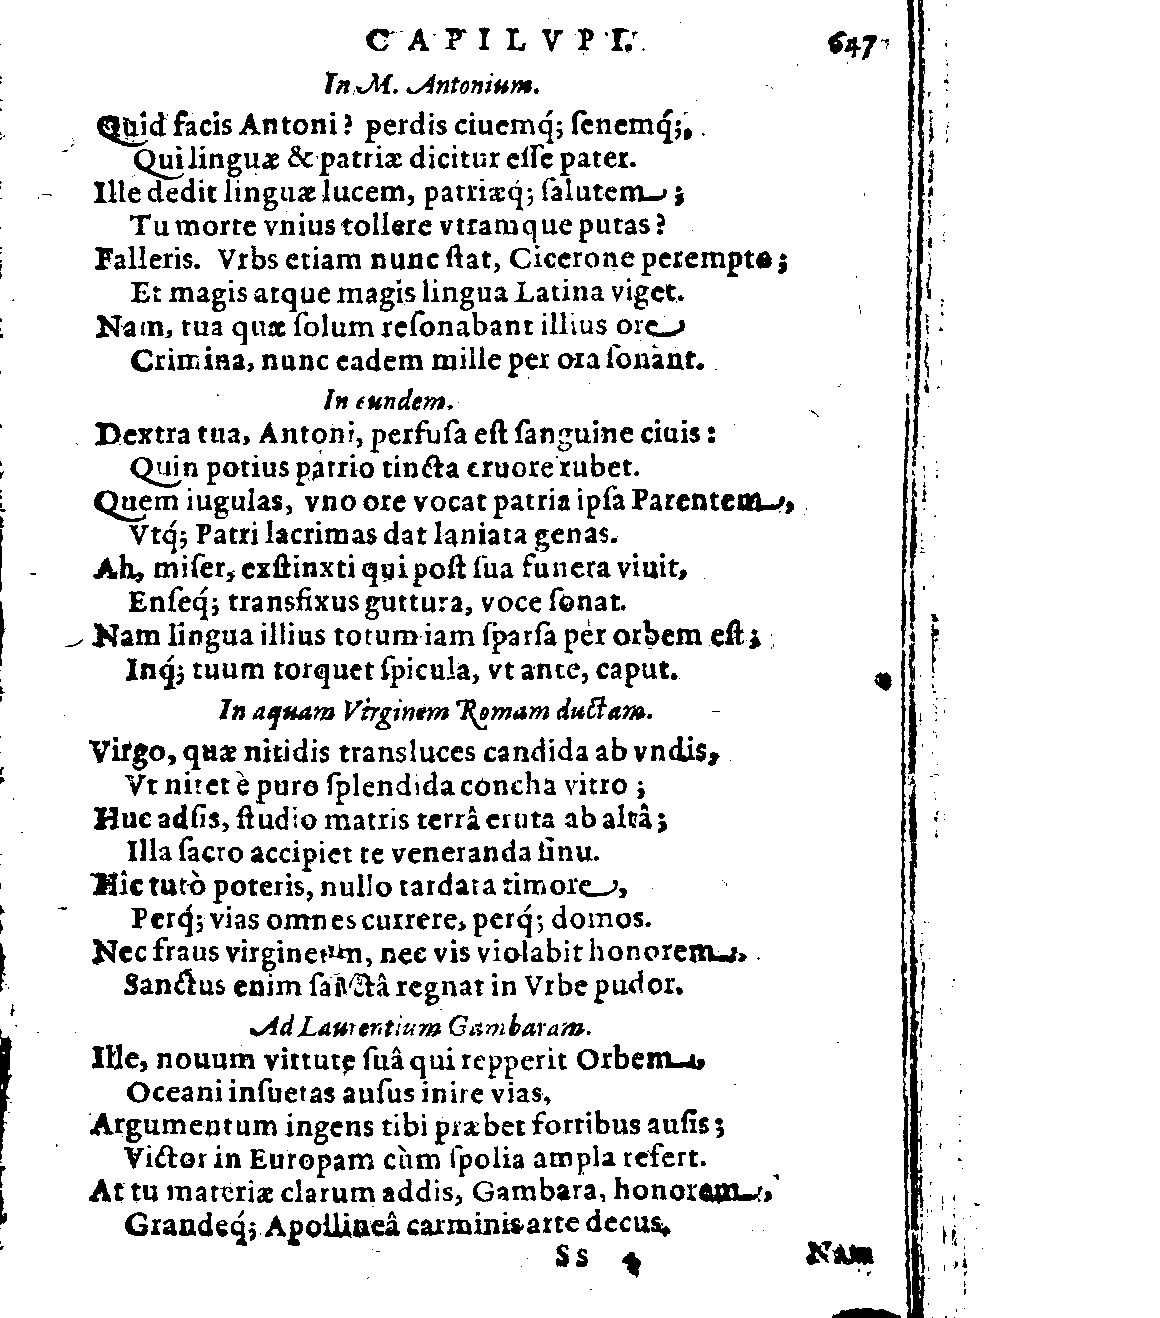 CAPILVPI. 647
In M. Antonium.
Quid facis Antoni? perdis ciuemq́; ſenemq́;,
Qui linguæ & patriæ dicitur eſſe pater.
Ille dedit linguæ lucem, patriæq́; ſalutem;
Tu morte vnius tollere vtramque putas?
Falleris. Vrbs etiam nunc ſtat, Cicerone perempto;
Et magis atque magis lingua Latina viget.
Nam, tua quæ ſolum reſonabant illius ore
Crimina, nunc eadem mille per ora ſonant.
In eundem.
Dextra tua, Antoni, perfuſa eſt ſanguine ciuis:
Quin potius patrio tincta cruore rubet.
Quem iugulas, vno ore vocat patria ipſa Parentem,
Vtq́; Patri lacrimas dat laniata genas.
Ah, miſer, exſtinxti qui poſt ſua funera viuit,
Enſeq́; transfixus guttura, voce ſonat.
Nam lingua illius totum iam ſparſa per orbem eſt;
Inq́; tuum torquet ſpicula, vt ante, caput.
In aquam Virginem Romam ductam.
Virgo, quæ nitidis transluces candida ab vndis,
Vt nitet è puro ſplendida concha vitro;
Huc adſis, ſtudio matris terrâ eruta ab altâ;
Illa ſacro accipiet te veneranda ſinu.
Hîc tutò poteris, nullo tardata timore,
Perq́; vias omnes currere, perq́; domos.
Nec fraus virgineum, nec vis violabit honorem,
Sanctus enim ſanctâ regnat in Vrbe pudor.
Ad Laurentium Gambaram.
Ille, nouum virtute ſuâ qui repperit Orbem,
Oceani inſuetas auſus inire vias,
Argumentum ingens tibi præbet fortibus auſis;
Victor in Europam cùm ſpolia ampla refert.
At tu materiæ clarum addis, Gambara, honorem,
Grandeq́; Apollineâ carminis arte decus.
Ss 4 Nam